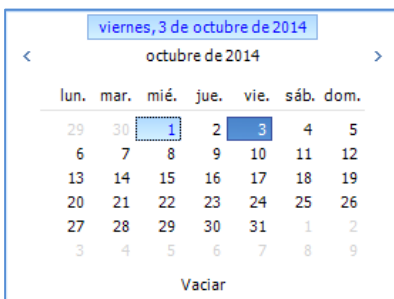 viernes, 3 de octubre de 2014
octubre de 2014
lun. mar. mié. jue. vie. sáb. dom.
29 30 1 2 3 4 5
6 7 8 9 10 11 12
13 14 15 16 17 18 19
20 21 22 23 24 25 26
27 28 29 30 31 1 2
3 4 5 6 7 8 9
Vaciar